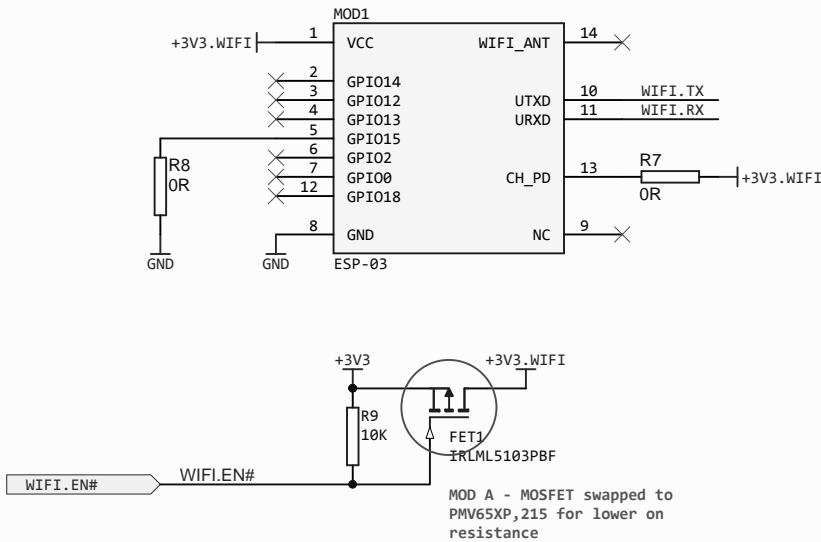 MOD1
+3V3.WIFI
1
VCC
WIFI_ANT
14
2
GPIO14
3
GPIO12
UTXD
10
WIFI.TX
4
GPIO13
URXD
11
WIFI.RX
5
GPIO15
6
GPIO2
7
GPIO0
CH_PD
13
R7
0R
+3V3.WIFI
12
GPIO18
R8
0R
8
GND
NC
9
GND
GND
ESP-03
+3V3
+3V3.WIFI
R9
10K
FET1
IRLML5103PBF
WIFI.EN#
WIFI.EN#
MOD A - MOSFET swapped to
PMV65XP,215 for lower on
resistance